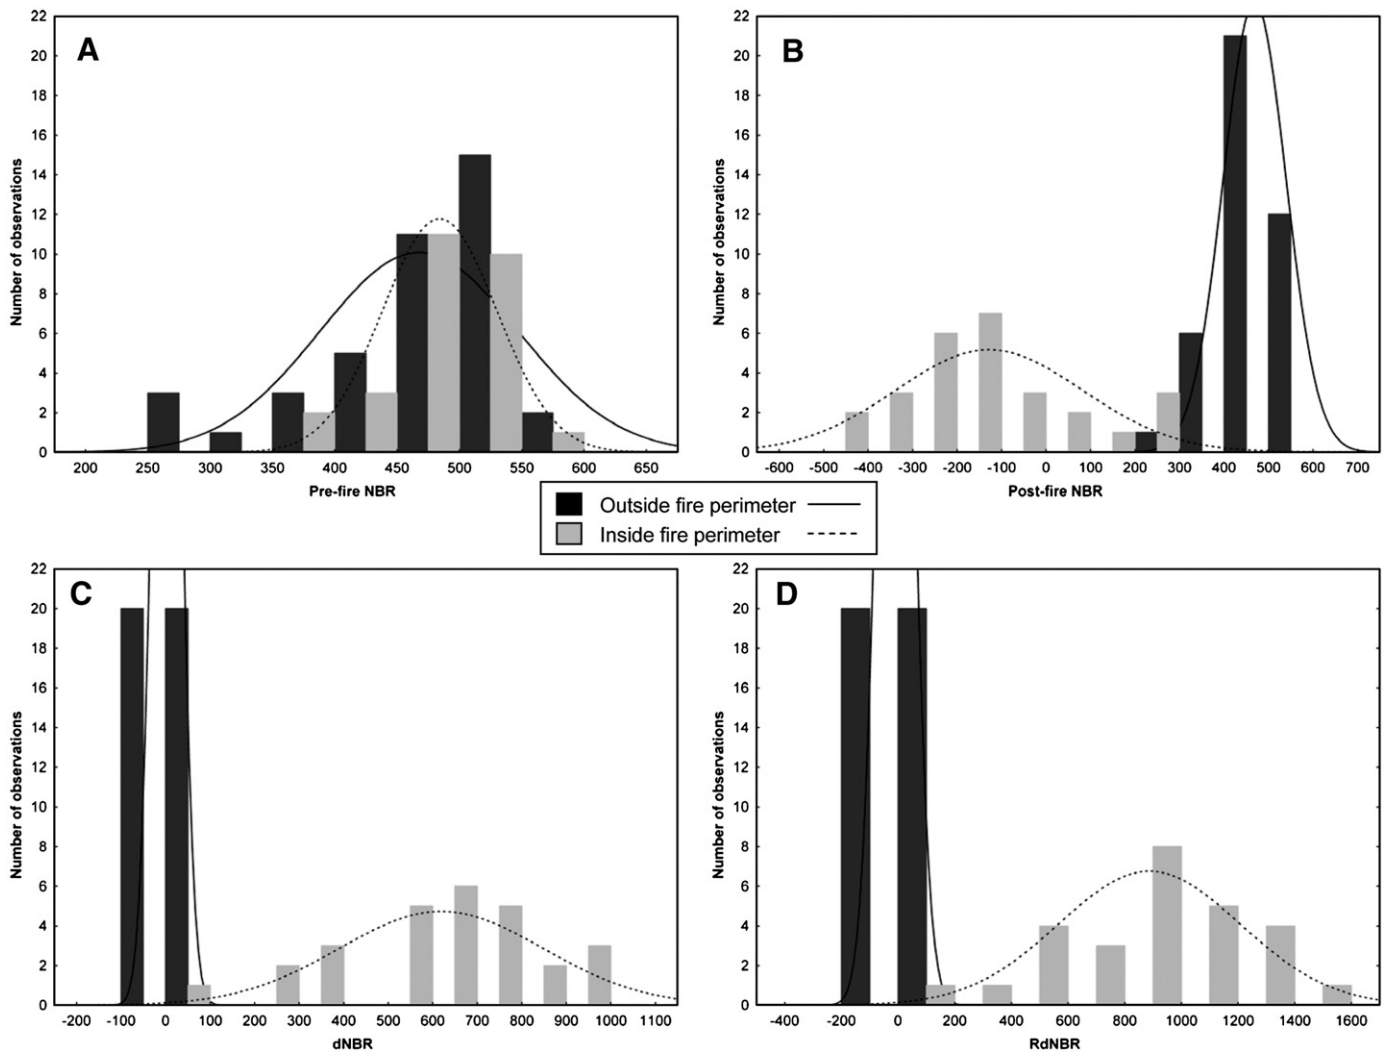 A
22
20
18
16
14
12
10
8
6
4
2
0
Number of observations
200 250 300 350 400 450 500 550 600 650
Pre-fire NBR
B
22
20
18
16
14
12
10
8
6
4
2
0
Number of observations
-600 -500 -400 -300 -200 -100 0 100 200 300 400 500 600 700
Post-fire NBR
Outside fire perimeter
Inside fire perimeter
C
22
20
18
16
14
12
10
8
6
4
2
0
Number of observations
-200 -100 0 100 200 300 400 500 600 700 800 900 1000 1100
dNBR
D
22
20
18
16
14
12
10
8
6
4
2
0
Number of observations
-400 -200 0 200 400 600 800 1000 1200 1400 1600
RdNBR